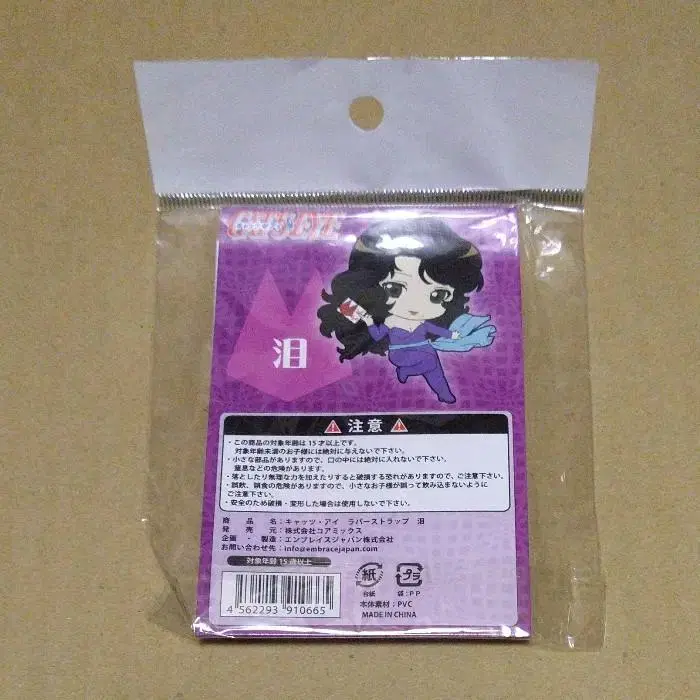 CAT'S EYE
泪
注意
・この商品の対象年齢は15才以上です。
対象年齢未満のお子様には絶対に与えないで下さい。
・小さな部品がありますので、口の中には絶対に入れないで下さい。
窒息などの危険があります。
・落としたり無理な力を加えたりすると破損する恐れがありますので、ご注意下さい。
・誤飲、誤食の危険がありますので、小さなお子様が誤って飲み込まないように
ご注意下さい。
・安全のため破損・変形した場合は使用しないで下さい。
商品名：キャッツ・アイ ラバーストラップ 泪
発売元：株式会社コアミックス
企画・製造：エンブレイスジャパン株式会社
お問い合わせ先：info@embracejapan.com
対象年齢15歳以上
4 562293 910665
紙 プラ
台紙 袋：PP
本体素材：PVC
MADE IN CHINA